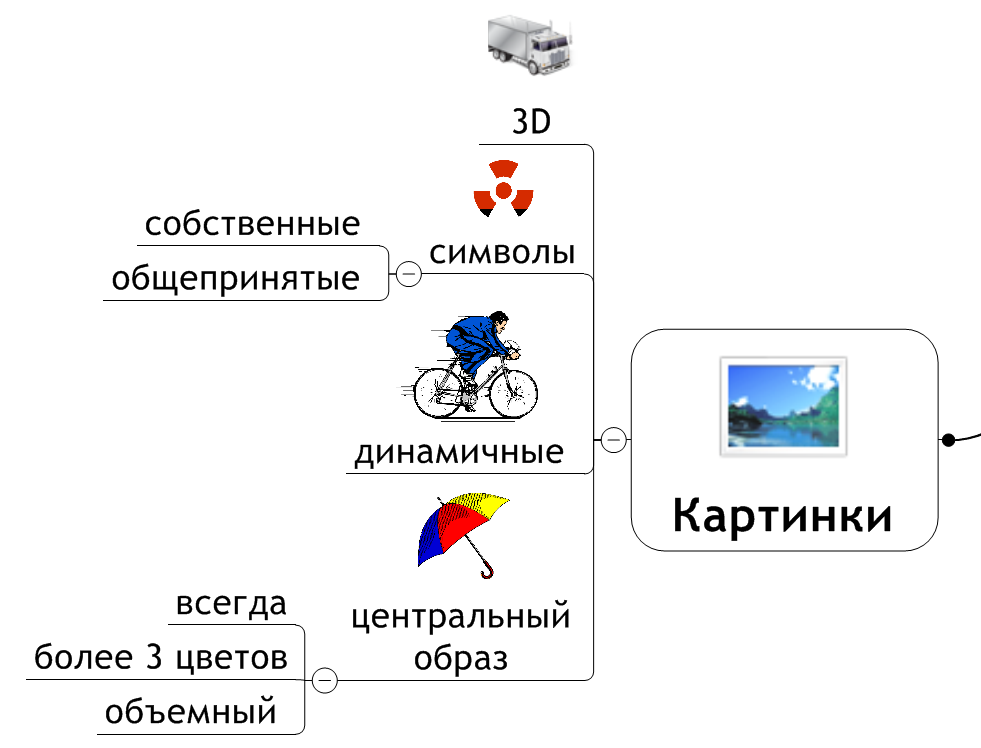 3D
собственные
символы
общепринятые
динамичные
Картинки
всегда
центральный
образ
более 3 цветов
объемный